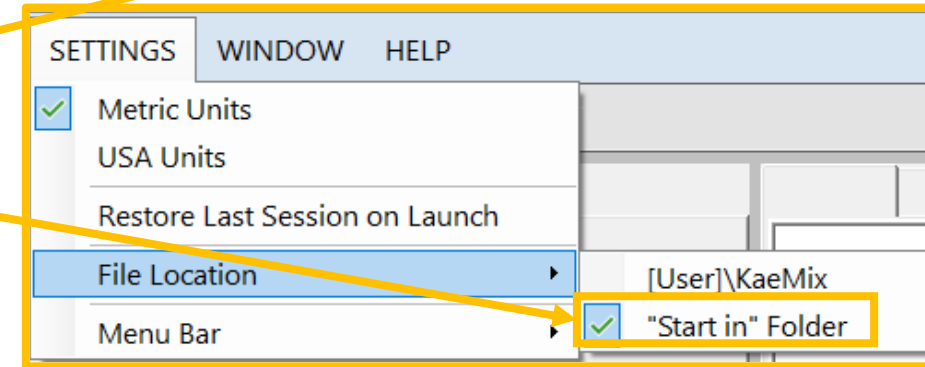 SETTINGS WINDOW HELP
Metric Units
USA Units
Restore Last Session on Launch
File Location
[User]\KaeMix
"Start in" Folder
Menu Bar